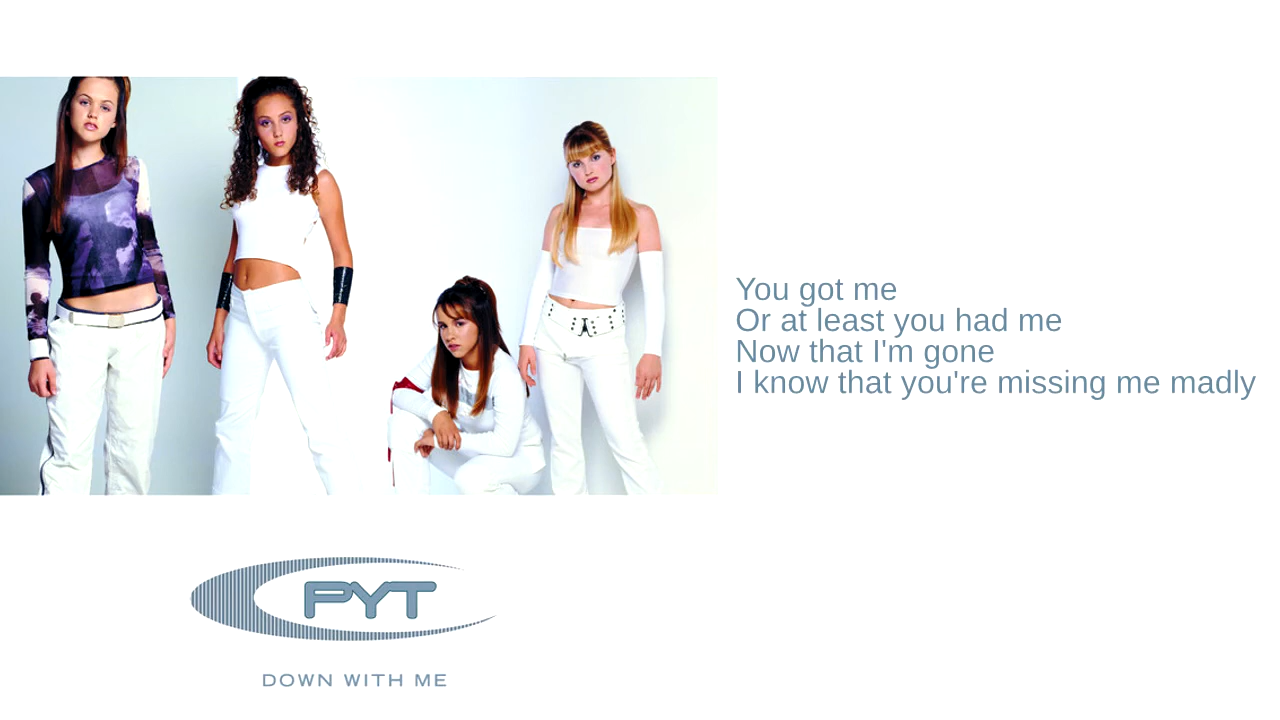 You got me
Or at least you had me
Now that I'm gone
I know that you're missing me madly
PYT
DOWN WITH ME